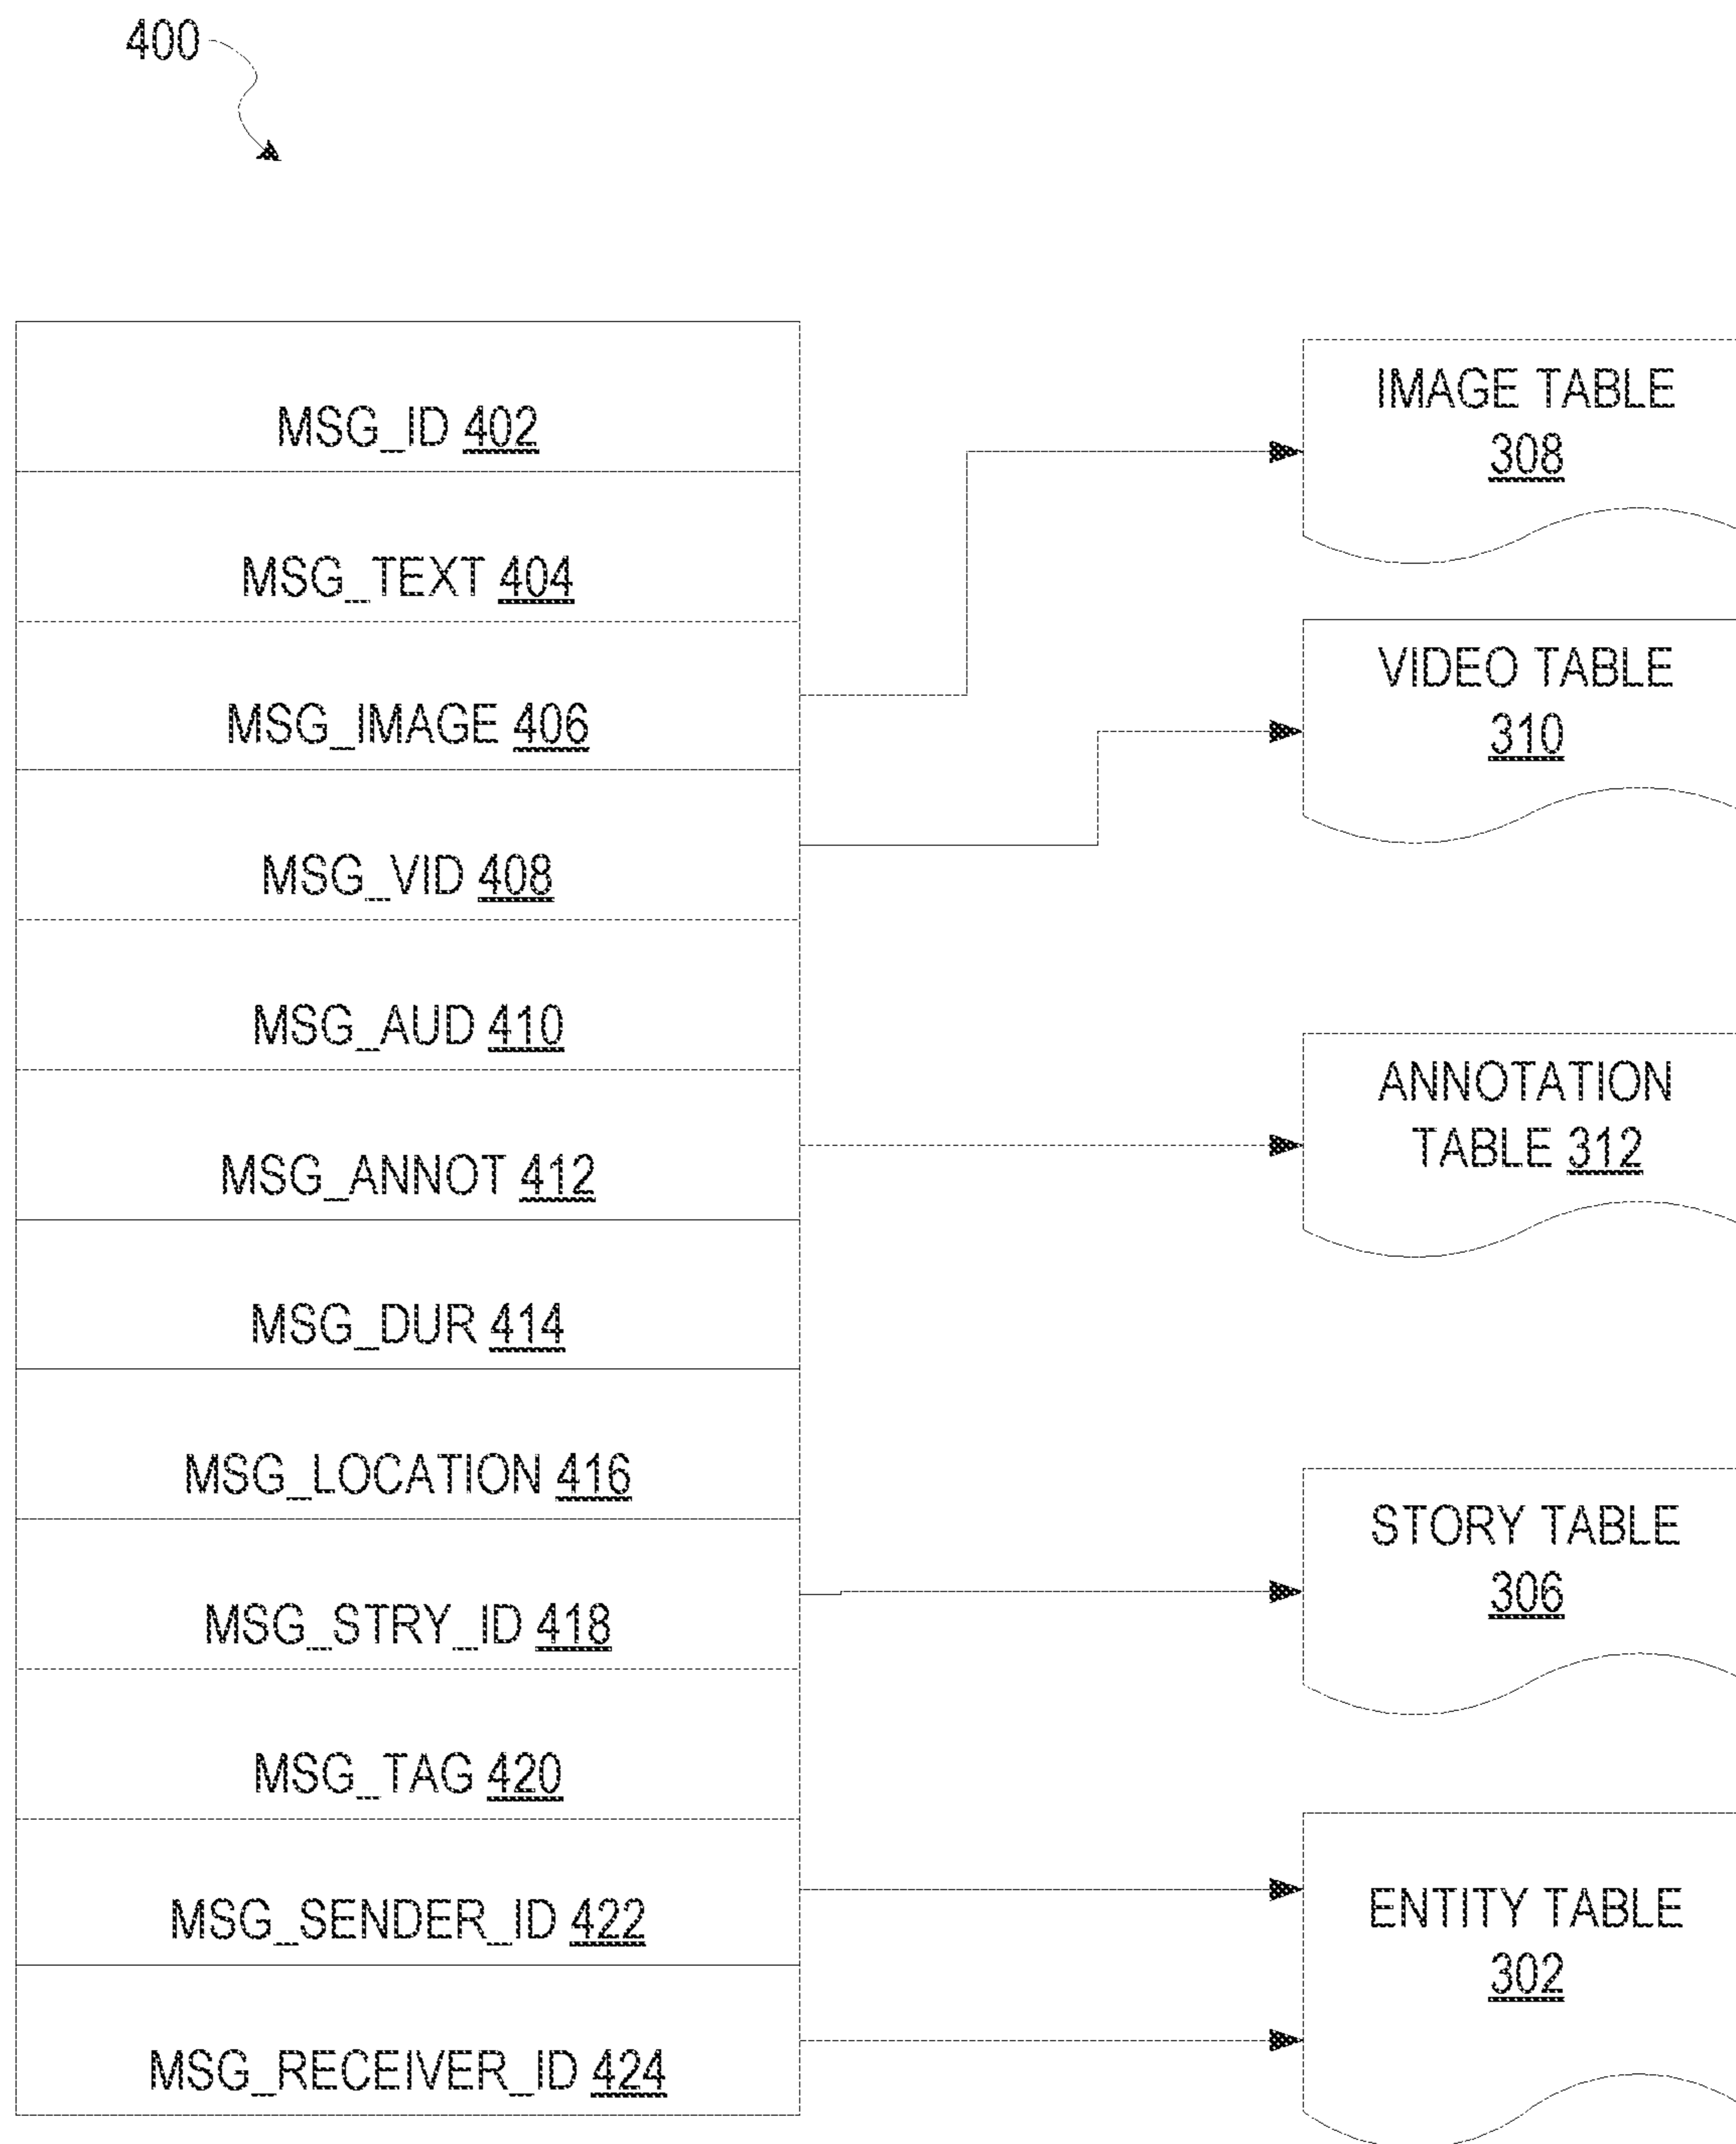 400
MSG_ID 402
MSG_TEXT 404
MSG_IMAGE 406
MSG_VID 408
MSG_AUD 410
MSG_ANNOT 412
MSG_DUR 414
MSG_LOCATION 416
MSG_STRY_ID 418
MSG_TAG 420
MSG_SENDER_ID 422
MSG_RECEIVER_ID 424
IMAGE TABLE
308
VIDEO TABLE
310
ANNOTATION
TABLE 312
STORY TABLE
306
ENTITY TABLE
302